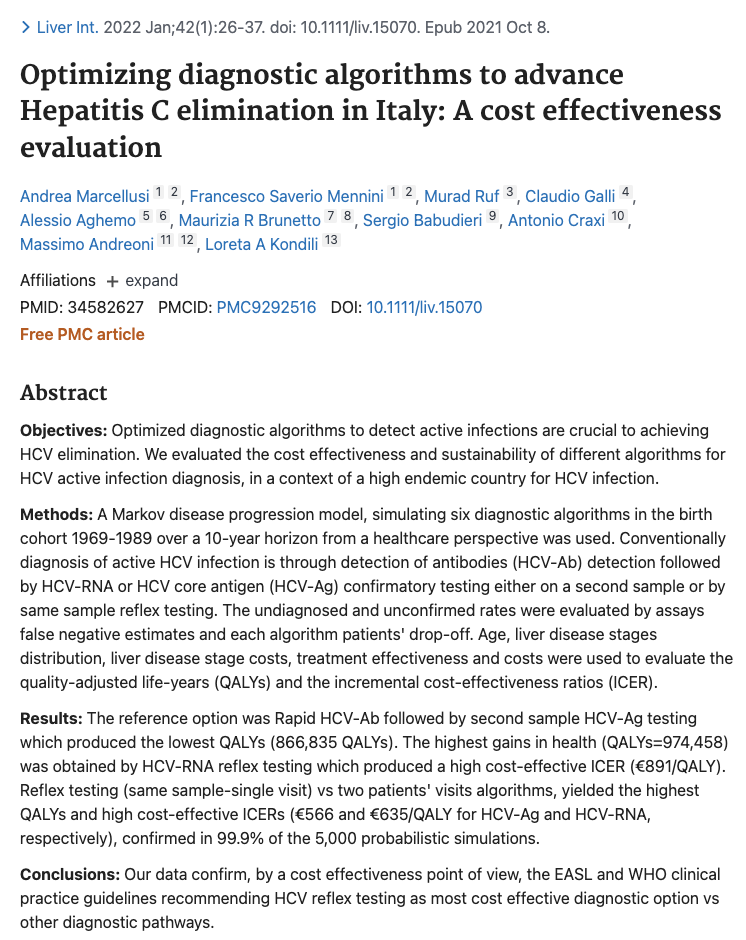 Liver Int. 2022 Jan;42(1):26-37. doi: 10.1111/liv.15070. Epub 2021 Oct 8.
Optimizing diagnostic algorithms to advance
Hepatitis C elimination in Italy: A cost effectiveness
evaluation
Andrea Marcellusi 1 2, Francesco Saverio Mennini 1 2, Murad Ruf 3, Claudio Galli 4,
Alessio Aghemo 5 6, Maurizia R Brunetto 7 8, Sergio Babudieri 9, Antonio Craxi 10,
Massimo Andreoni 11 12, Loreta A Kondili 13
Affiliations + expand
PMID: 34582627 PMCID: PMC9292516 DOI: 10.1111/liv.15070
Free PMC article
Abstract
Objectives: Optimized diagnostic algorithms to detect active infections are crucial to achieving
HCV elimination. We evaluated the cost effectiveness and sustainability of different algorithms for
HCV active infection diagnosis, in a context of a high endemic country for HCV infection.
Methods: A Markov disease progression model, simulating six diagnostic algorithms in the birth
cohort 1969-1989 over a 10-year horizon from a healthcare perspective was used. Conventionally
diagnosis of active HCV infection is through detection of antibodies (HCV-Ab) detection followed
by HCV-RNA or HCV core antigen (HCV-Ag) confirmatory testing either on a second sample or by
same sample reflex testing. The undiagnosed and unconfirmed rates were evaluated by assays
false negative estimates and each algorithm patients' drop-off. Age, liver disease stages
distribution, liver disease stage costs, treatment effectiveness and costs were used to evaluate the
quality-adjusted life-years (QALYs) and the incremental cost-effectiveness ratios (ICER).
Results: The reference option was Rapid HCV-Ab followed by second sample HCV-Ag testing
which produced the lowest QALYs (866,835 QALYs). The highest gains in health (QALYs=974,458)
was obtained by HCV-RNA reflex testing which produced a high cost-effective ICER (€891/QALY).
Reflex testing (same sample-single visit) vs two patients' visits algorithms, yielded the highest
QALYs and high cost-effective ICERs (€566 and €635/QALY for HCV-Ag and HCV-RNA,
respectively), confirmed in 99.9% of the 5,000 probabilistic simulations.
Conclusions: Our data confirm, by a cost effectiveness point of view, the EASL and WHO clinical
practice guidelines recommending HCV reflex testing as most cost effective diagnostic option vs
other diagnostic pathways.